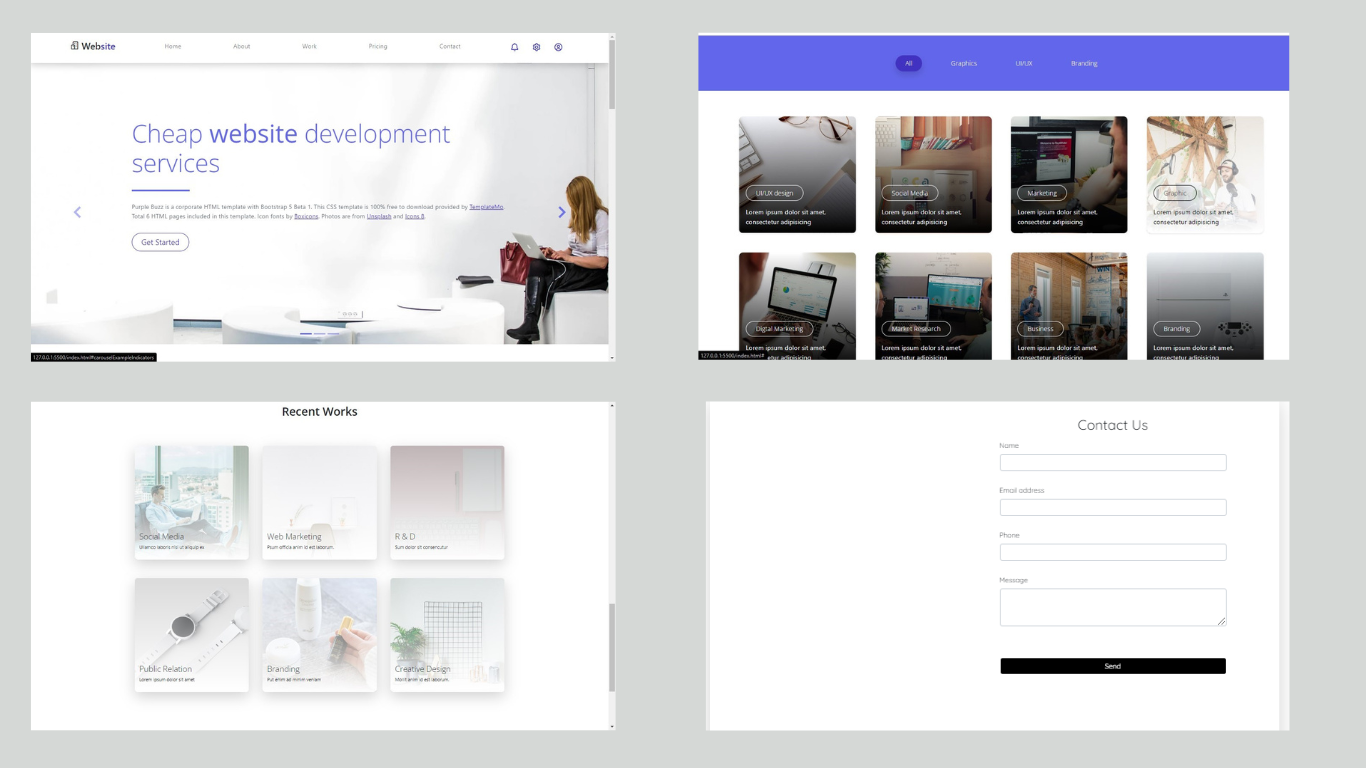 Website
Home
About
Work
Pricing
Contact
Cheap website development
services
Purple Buzz is a corporate HTML template with Bootstrap 5 Beta 1. This CSS template is 100% free to download provided by TemplateMo.
Total 6 HTML pages included in this template. Icon fonts by Boxicons. Photos are from Unsplash and Icons 8.
Get Started
127.0.0.1:5500/index.html#carouselExampleIndicators
All
Graphics
UI/UX
Branding
UI/UX design
Lorem ipsum dolor sit amet,
consectetur adipisicing
Social Media
Lorem ipsum dolor sit amet,
consectetur adipisicing
Marketing
Lorem ipsum dolor sit amet,
consectetur adipisicing
Graphic
Lorem ipsum dolor sit amet,
consectetur adipisicing
Digtal Marketing
Lorem ipsum dolor sit amet,
consectetur adipisicing
Market Research
Lorem ipsum dolor sit amet,
consectetur adipisicing
Business
Lorem ipsum dolor sit amet,
consectetur adipisicing
Branding
Lorem ipsum dolor sit amet,
consectetur adipisicing
127.0.0.1:5500/index.html#
Recent Works
Social Media
Ullamco laboris nisi ut aliquip ex
Web Marketing
Psum officia anim id est laborum.
R & D
Sum dolor sit consencutur
Public Relation
Lorem ipsum dolor sit amet
Branding
Put enim ad minim veniam
Creative Design
Mollit anim id est laborum.
Contact Us
Name
Email address
Phone
Message
Send